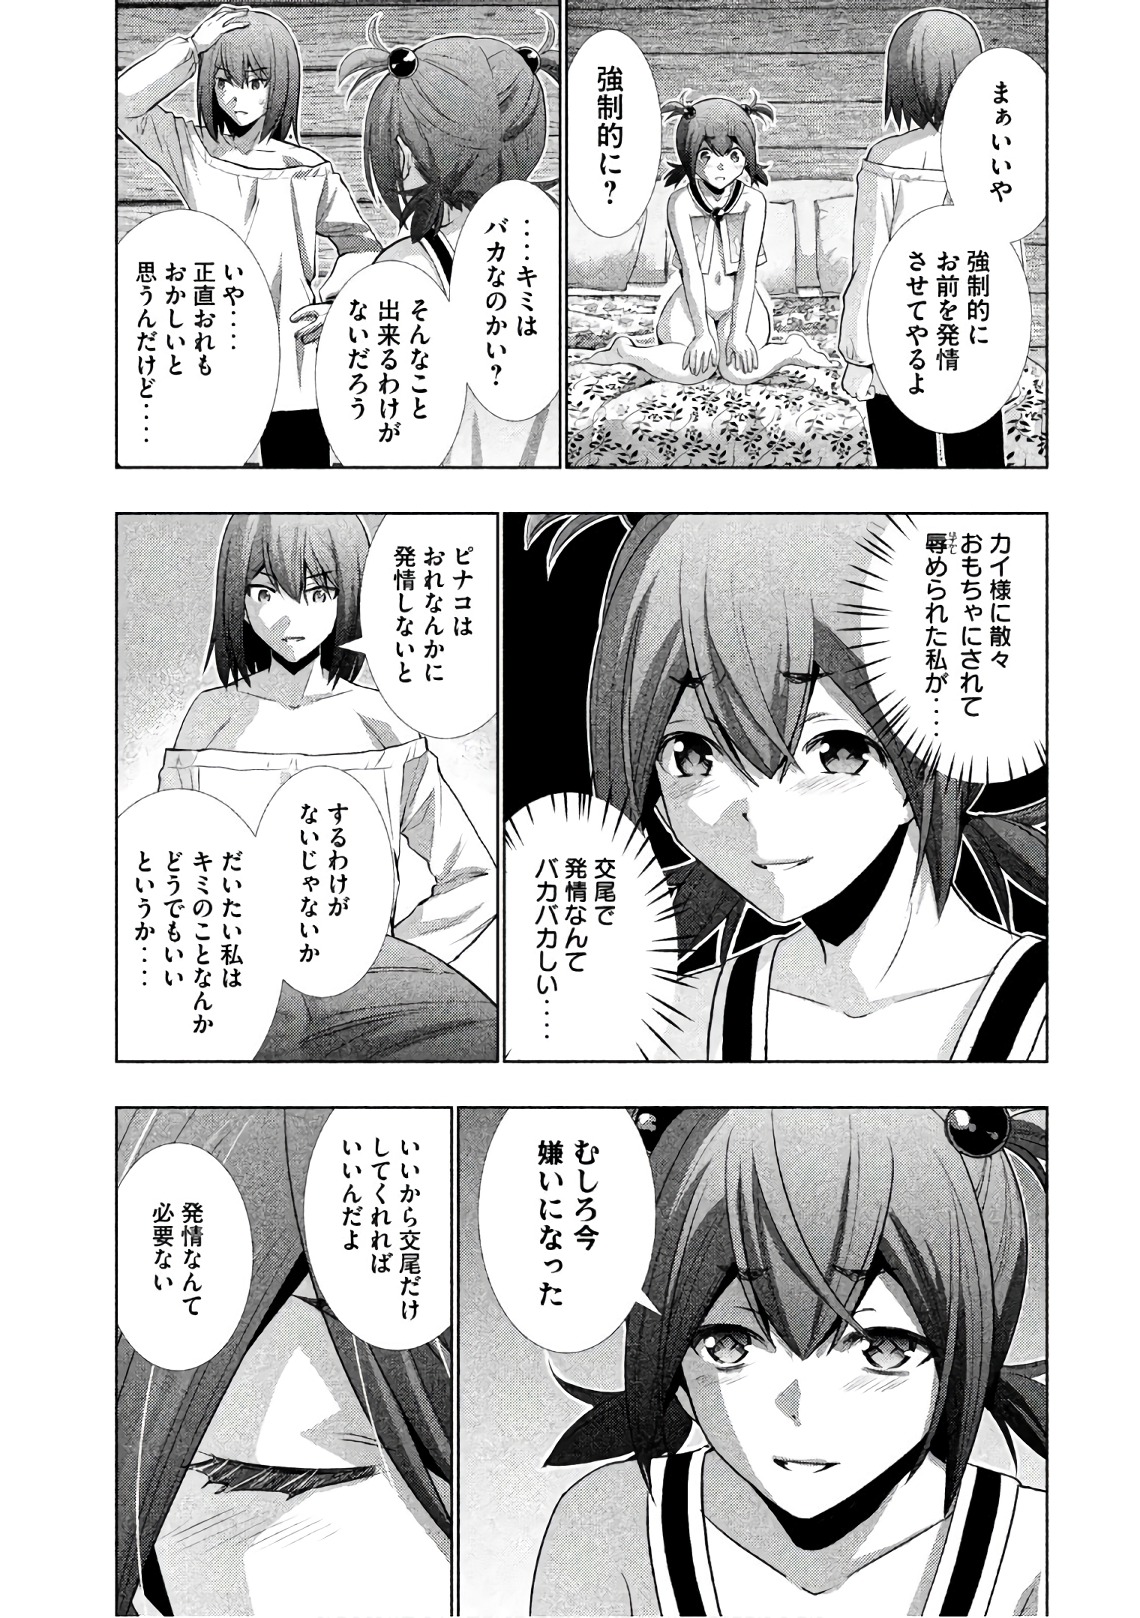 まぁいいや
強制的に
お前を発情
させてやるよ
強制的に？
‥‥キミは
バカなのかい？
そんなこと
出来るわけが
ないだろう
いや‥‥
正直おれも
おかしいと
思うんだけど‥‥
カイ様に散々
おもちゃにされて
辱められた私が‥‥
はずかし
交尾で
発情なんて
バカバカしい‥‥
ピナコは
おれなんかに
発情しないと
するわけが
ないじゃないか
だいたい私は
キミのことなんか
どうでもいい
というか‥‥
むしろ今
嫌いになった
いいから交尾だけ
してくれれば
いいんだよ
発情なんて
必要ない